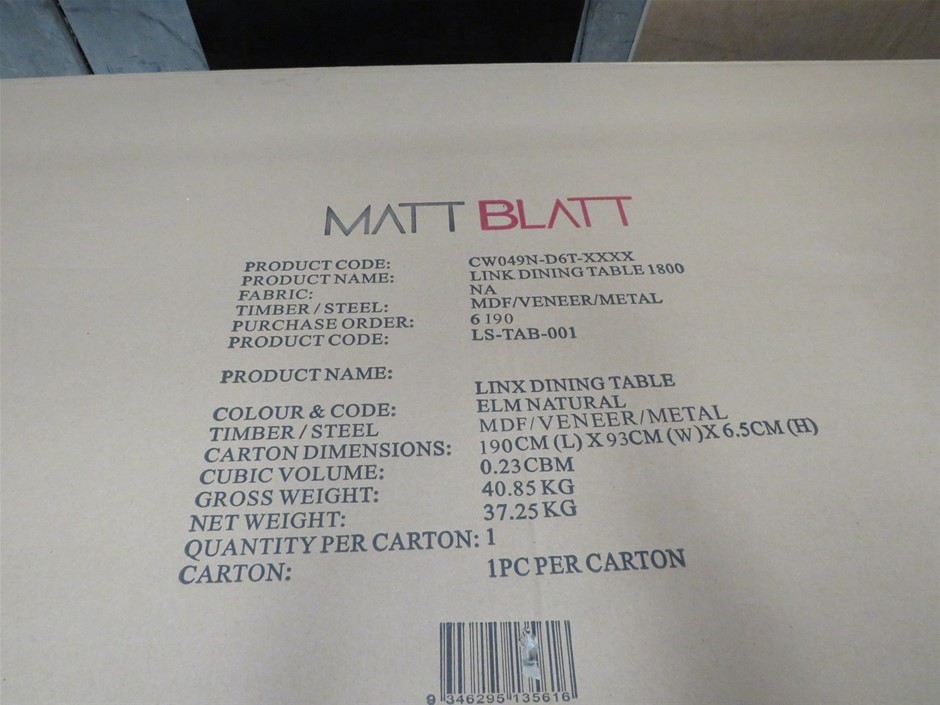 MATT BLATT
PRODUCT CODE: CW049N-D6T-XXXX
PRODUCT NAME: LINK DINING TABLE 1800
FABRIC: NA
TIMBER / STEEL: MDF/VENEER/METAL
PURCHASE ORDER: 6190
PRODUCT CODE: LS-TAB-001
PRODUCT NAME: LINX DINING TABLE
COLOUR & CODE: ELM NATURAL
TIMBER / STEEL MDF/VENEER/METAL
CARTON DIMENSIONS: 190CM (L) X 93CM (W)X 6.5CM (H)
CUBIC VOLUME: 0.23CBM
GROSS WEIGHT: 40.85 KG
NET WEIGHT: 37.25 KG
QUANTITY PER CARTON: 1
CARTON: 1PC PER CARTON
9 346295 135616